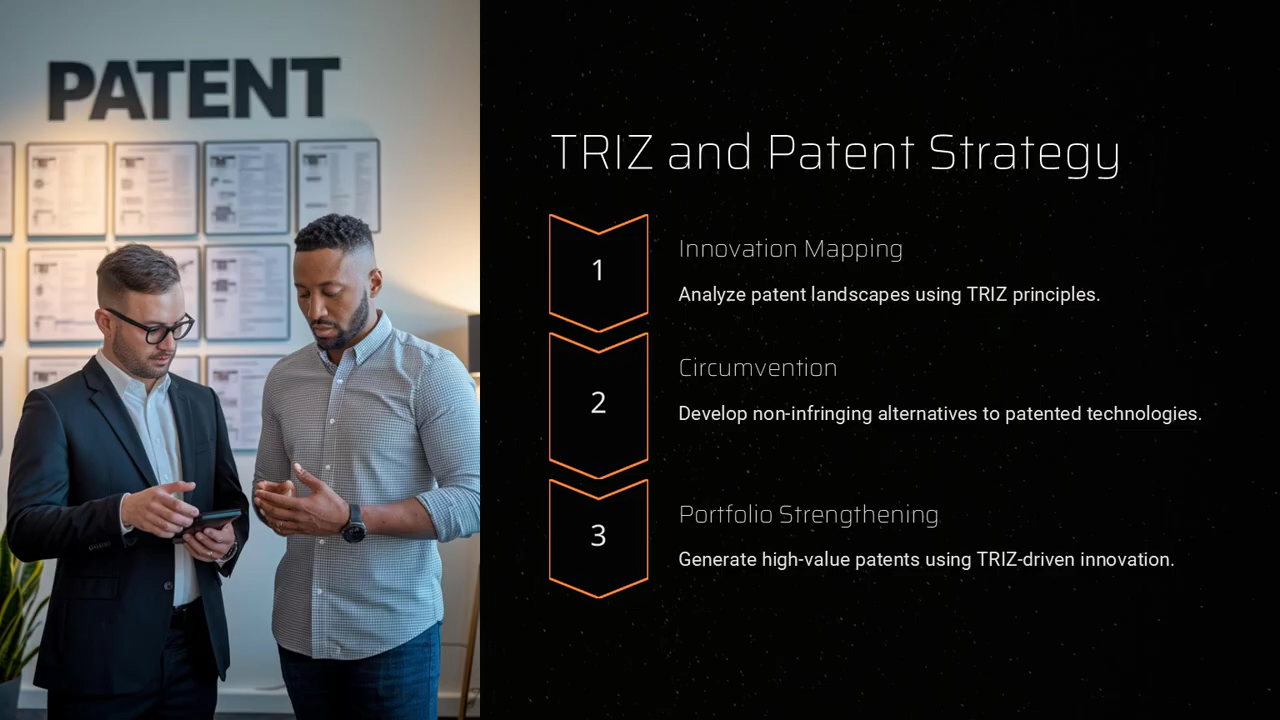 PATENT
TRIZ and Patent Strategy
1
Innovation Mapping
Analyze patent landscapes using TRIZ principles.
2
Circumvention
Develop non-infringing alternatives to patented technologies.
3
Portfolio Strengthening
Generate high-value patents using TRIZ-driven innovation.